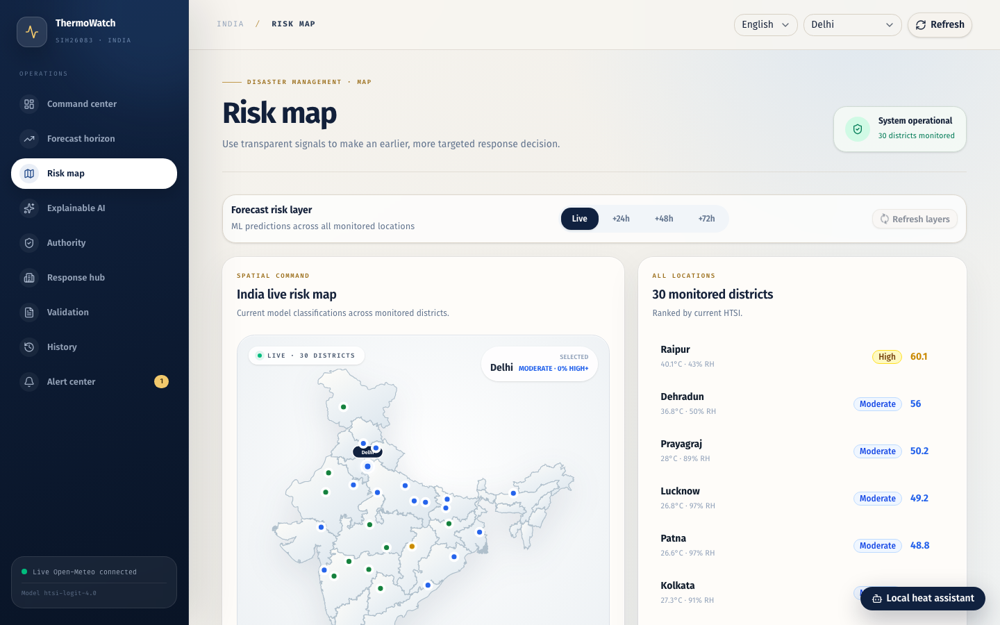 ThermoWatch
SIH26083 · INDIA
OPERATIONS
Command center
Forecast horizon
Risk map
Explainable AI
Authority
Response hub
Validation
History
Alert center
1
Live Open-Meteo connected
Model htsi-logit-4.0
INDIA / RISK MAP
English
Delhi
Refresh
DISASTER MANAGEMENT · MAP
Risk map
Use transparent signals to make an earlier, more targeted response decision.
System operational
30 districts monitored
Forecast risk layer
ML predictions across all monitored locations
Live
+24h
+48h
+72h
Refresh layers
SPATIAL COMMAND
India live risk map
Current model classifications across monitored districts.
LIVE · 30 DISTRICTS
SELECTED
Delhi MODERATE · 0% HIGH+
Delhi
ALL LOCATIONS
30 monitored districts
Ranked by current HTSI.
Raipur
40.1°C · 43% RH
High 60.1
Dehradun
36.8°C · 50% RH
Moderate 56
Prayagraj
28°C · 89% RH
Moderate 50.2
Lucknow
26.8°C · 97% RH
Moderate 49.2
Patna
26.6°C · 97% RH
Moderate 48.8
Kolkata
27.3°C · 91% RH
Local heat assistant